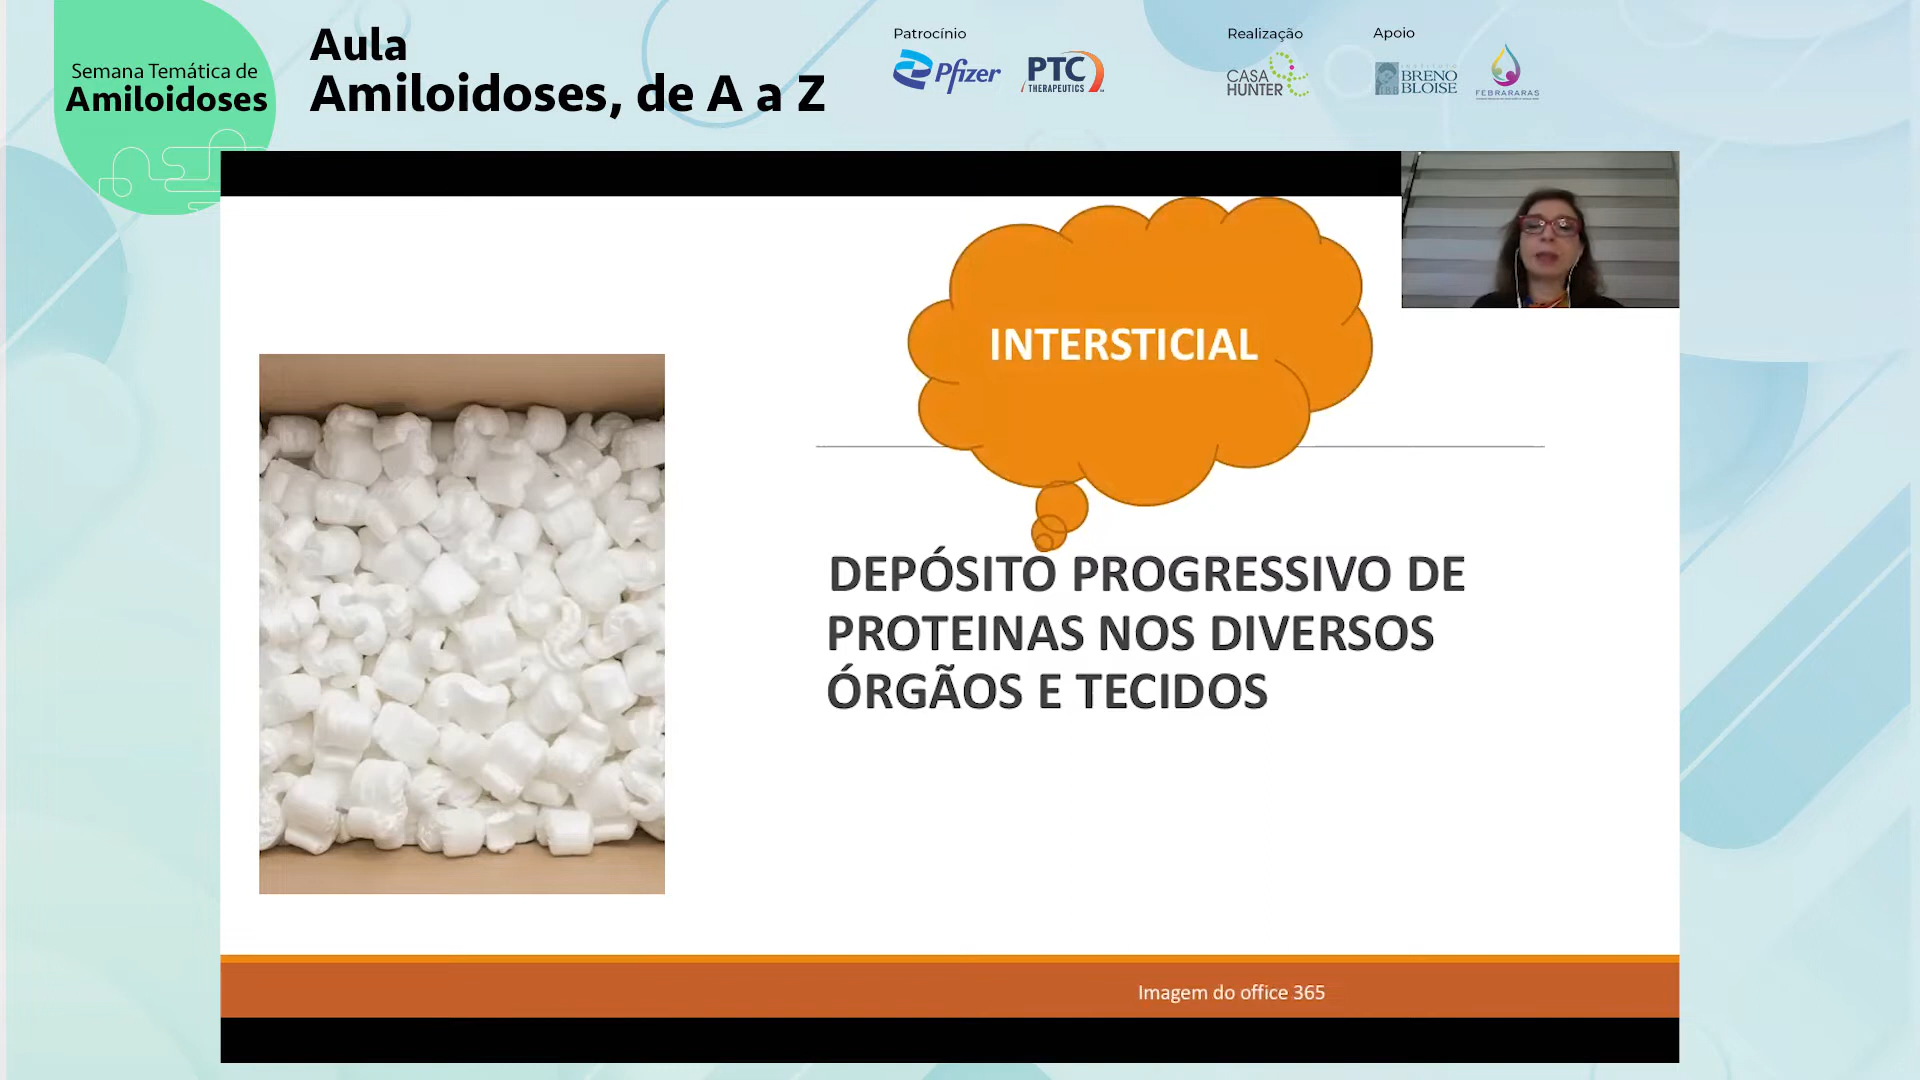 Semana Temática de
Amiloidoses
Aula
Amiloidoses, de A a Z
Patrocínio
Pfizer
PTC
THERAPEUTICS
Realização
CASA
HUNTER
Apoio
INSTITUTO
BRENO
BLOISE
FEBRARARAS
INTERSTICIAL
DEPÓSITO PROGRESSIVO DE
PROTEINAS NOS DIVERSOS
ÓRGÃOS E TECIDOS
Imagem do office 365